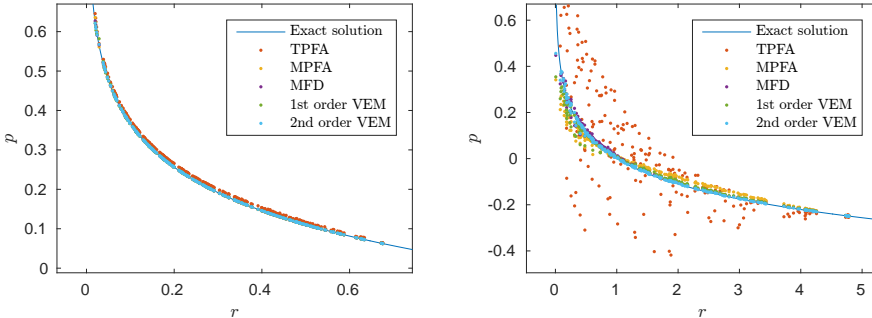 0.6
0.5
0.4
0.3
0.2
0.1
0
p
0
0.2
0.4
0.6
r
Exact solution
TPFA
MPFA
MFD
1st order VEM
2nd order VEM
0.6
0.4
0.2
0
-0.2
-0.4
p
0
1
2
3
4
5
r
Exact solution
TPFA
MPFA
MFD
1st order VEM
2nd order VEM